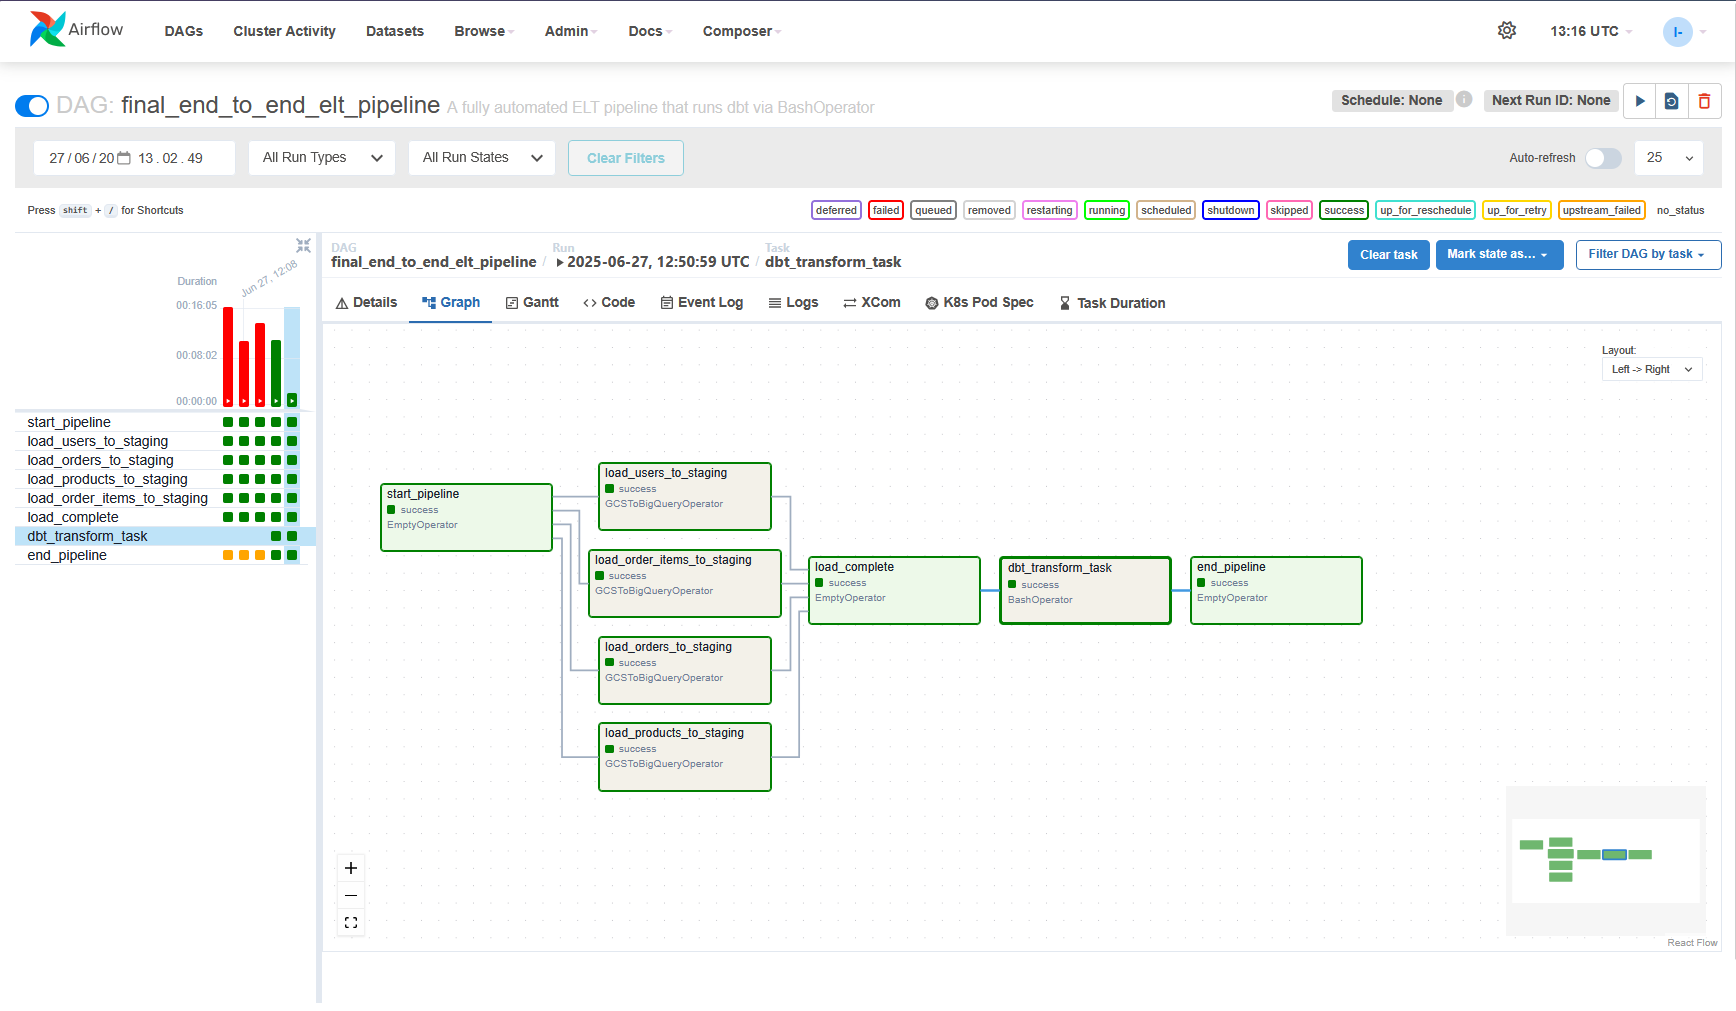 Airflow DAGs Cluster Activity Datasets Browse Admin Docs Composer 13:16 UTC I-
DAG: final_end_to_end_elt_pipeline A fully automated ELT pipeline that runs dbt via BashOperator Schedule: None i Next Run ID: None
27/06/20 13.02.49 All Run Types All Run States Clear Filters Auto-refresh 25
Press shift + / for Shortcuts deferred failed queued removed restarting running scheduled shutdown skipped success up_for_reschedule up_for_retry upstream_failed no_status
DAG Run Task
final_end_to_end_elt_pipeline / 2025-06-27, 12:50:59 UTC / dbt_transform_task Clear task Mark state as... Filter DAG by task
Details Graph Gantt Code Event Log Logs XCom K8s Pod Spec Task Duration
Duration
Jun 27, 12:08
00:16:05
00:08:02
00:00:00
start_pipeline
load_users_to_staging
load_orders_to_staging
load_products_to_staging
load_order_items_to_staging
load_complete
dbt_transform_task
end_pipeline
Layout:
Left -> Right
start_pipeline
success
EmptyOperator
load_users_to_staging
success
GCSToBigQueryOperator
load_order_items_to_staging
success
GCSToBigQueryOperator
load_orders_to_staging
success
GCSToBigQueryOperator
load_products_to_staging
success
GCSToBigQueryOperator
load_complete
success
EmptyOperator
dbt_transform_task
success
BashOperator
end_pipeline
success
EmptyOperator
React Flow